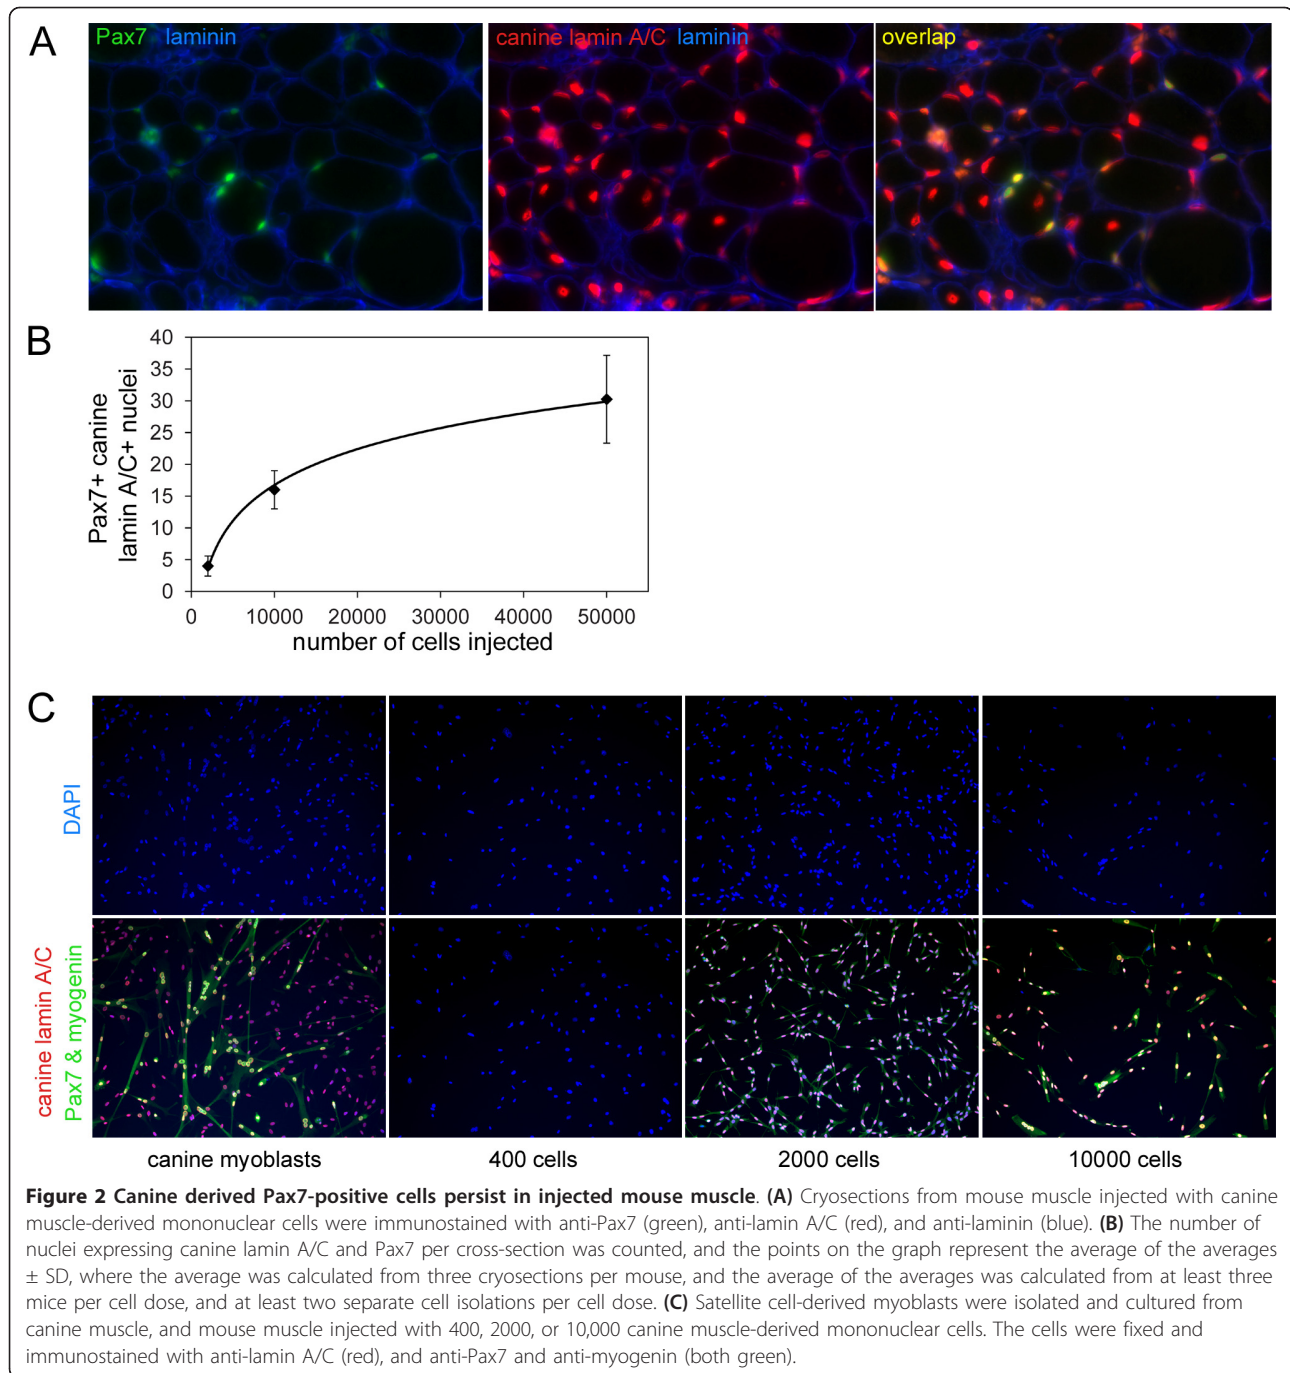 A
Pax7 laminin
canine lamin A/C laminin
overlap
B
Pax7+ canine
lamin A/C+ nuclei
40
35
30
25
20
15
10
5
0
0 10000 20000 30000 40000 50000
number of cells injected
C
DAPI
canine lamin A/C
Pax7 & myogenin
canine myoblasts 400 cells 2000 cells 10000 cells
Figure 2 Canine derived Pax7-positive cells persist in injected mouse muscle. (A) Cryosections from mouse muscle injected with canine
muscle-derived mononuclear cells were immunostained with anti-Pax7 (green), anti-lamin A/C (red), and anti-laminin (blue). (B) The number of
nuclei expressing canine lamin A/C and Pax7 per cross-section was counted, and the points on the graph represent the average of the averages
± SD, where the average was calculated from three cryosections per mouse, and the average of the averages was calculated from at least three
mice per cell dose, and at least two separate cell isolations per cell dose. (C) Satellite cell-derived myoblasts were isolated and cultured from
canine muscle, and mouse muscle injected with 400, 2000, or 10,000 canine muscle-derived mononuclear cells. The cells were fixed and
immunostained with anti-lamin A/C (red), and anti-Pax7 and anti-myogenin (both green).